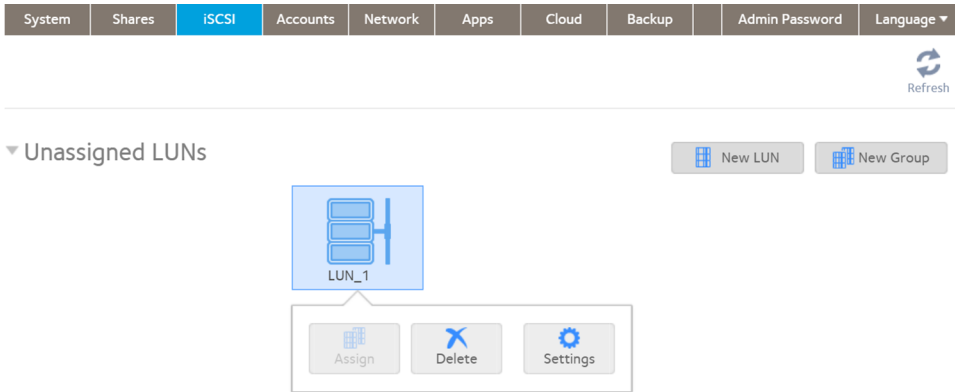 System Shares iSCSI Accounts Network Apps Cloud Backup Admin Password Language
Refresh
Unassigned LUNs New LUN New Group
LUN_1
Assign Delete Settings